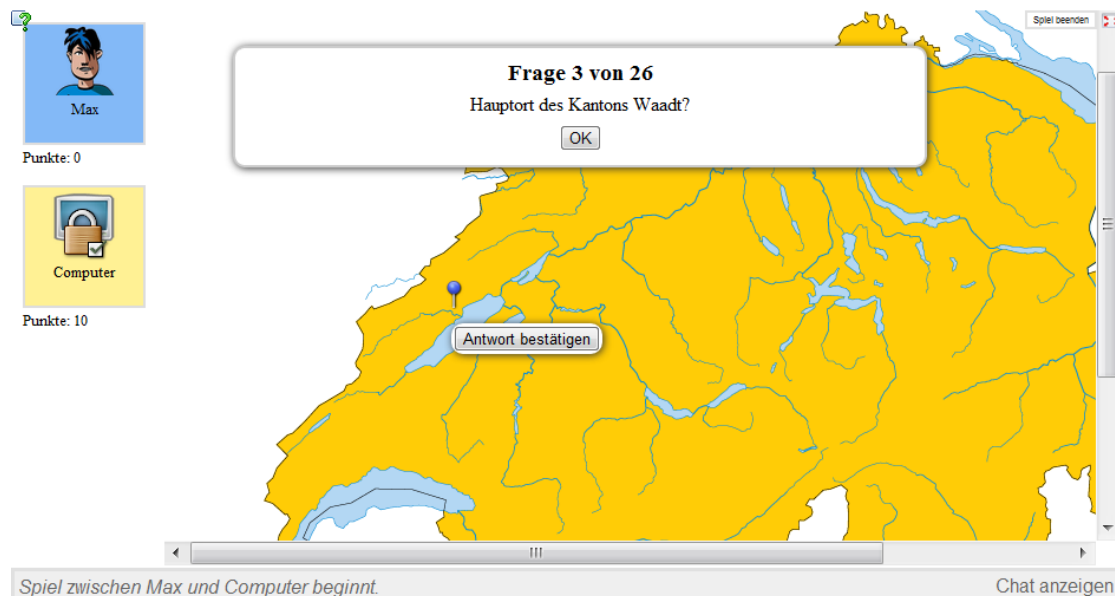 Spiel beenden
Max
Punkte: 0
Computer
Punkte: 10
Frage 3 von 26
Hauptort des Kantons Waadt?
OK
Antwort bestätigen
Spiel zwischen Max und Computer beginnt.
Chat anzeigen